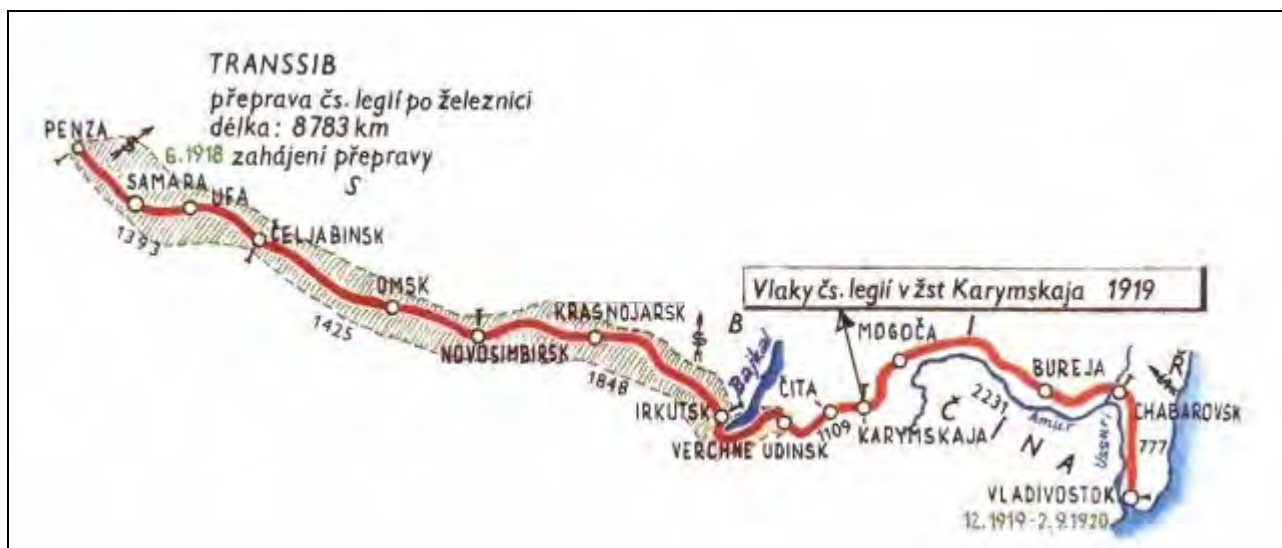 TRANSSIB
přeprava čs. legií po železnici
délka: 8783 km
6.1918 zahájení přepravy
S
PENZA
S
SAMARA
UFA
1393
ČELJABINSK
OMSK
1425
NOVOSIMBIRSK
KRASNOJARSK
1848
S
B
Bajkal
IRKUTSK
VERCHNE UDINSK
ČITA
1109
KARYMSKAJA
Vlaky čs. legií v žst Karymskaja 1919
MOGOČA
I
BUREJA
Ř
CHABAROVSK
2231
Amur
Ussuri
ČÍNA
777
VLADIVOSTOK
12.1919-2.9.1920